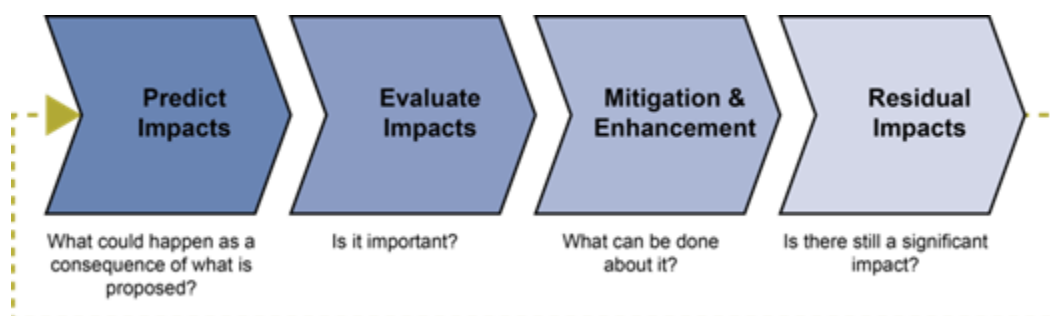 Predict
Impacts
Evaluate
Impacts
Mitigation &
Enhancement
Residual
Impacts
What could happen as a
consequence of what is
proposed?
Is it important?
What can be done
about it?
Is there still a significant
impact?